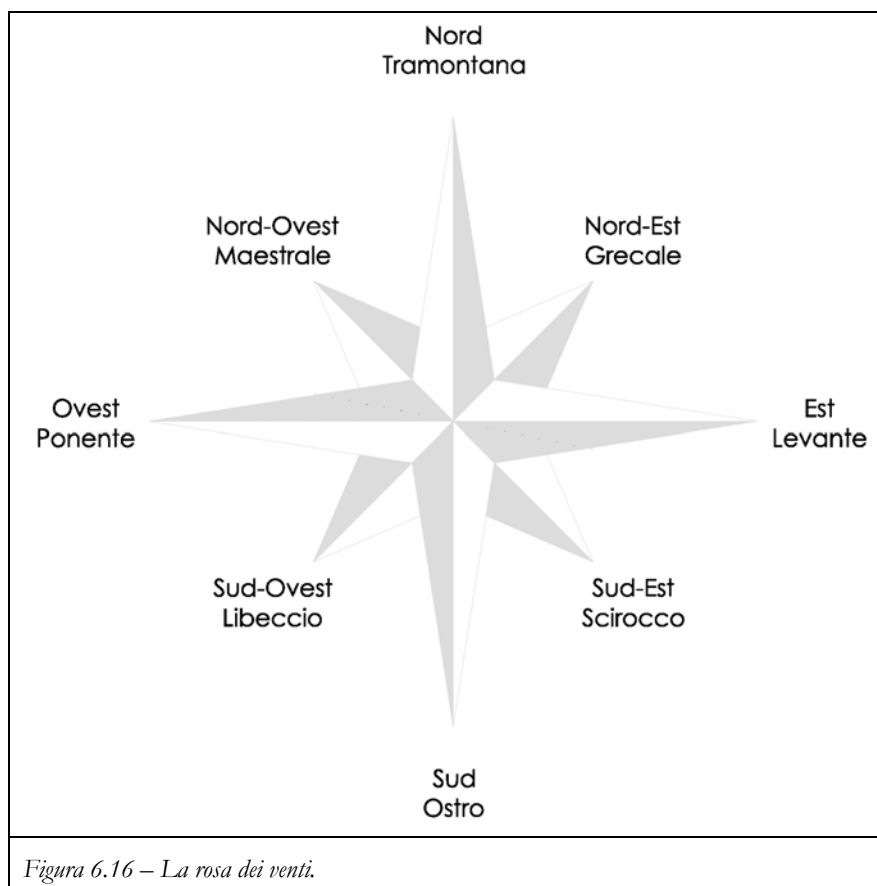 Nord
Tramontana
Nord-Ovest
Maestrale
Nord-Est
Grecale
Ovest
Ponente
Est
Levante
Sud-Ovest
Libeccio
Sud-Est
Scirocco
Sud
Ostro
Figura 6.16 – La rosa dei venti.